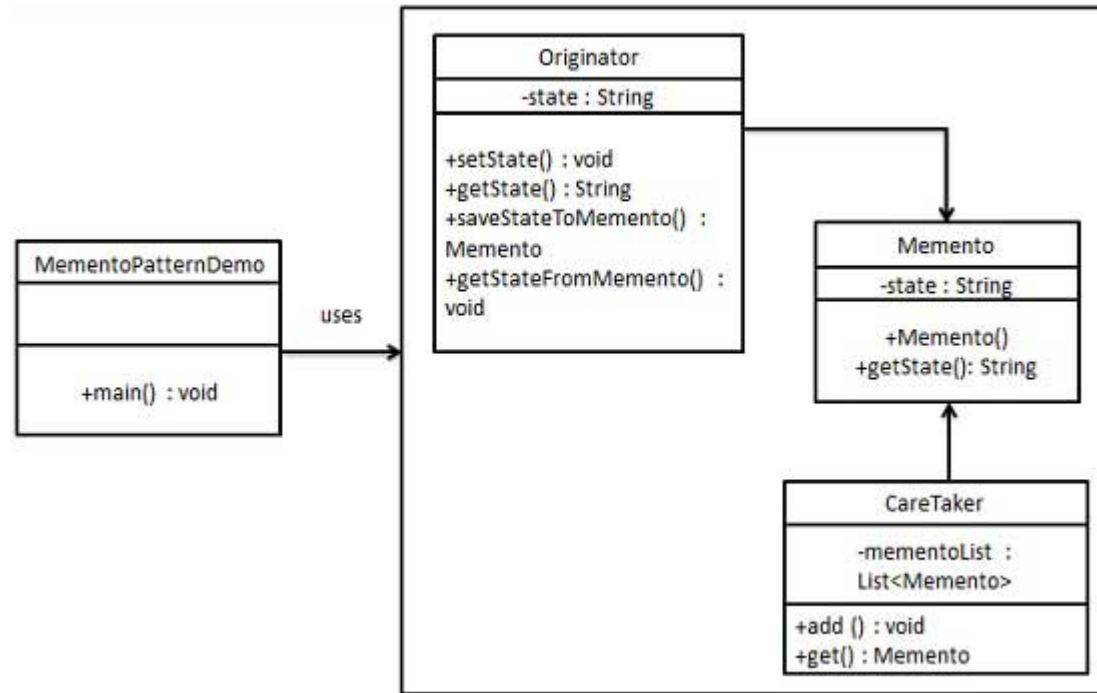 MementoPatternDemo
+main() : void
uses
Originator
-state : String
+setState() : void
+getState() : String
+saveStateToMemento() :
Memento
+getStateFromMemento() :
void
Memento
-state : String
+Memento()
+getState(): String
CareTaker
-mementoList :
List<Memento>
+add () : void
+get() : Memento